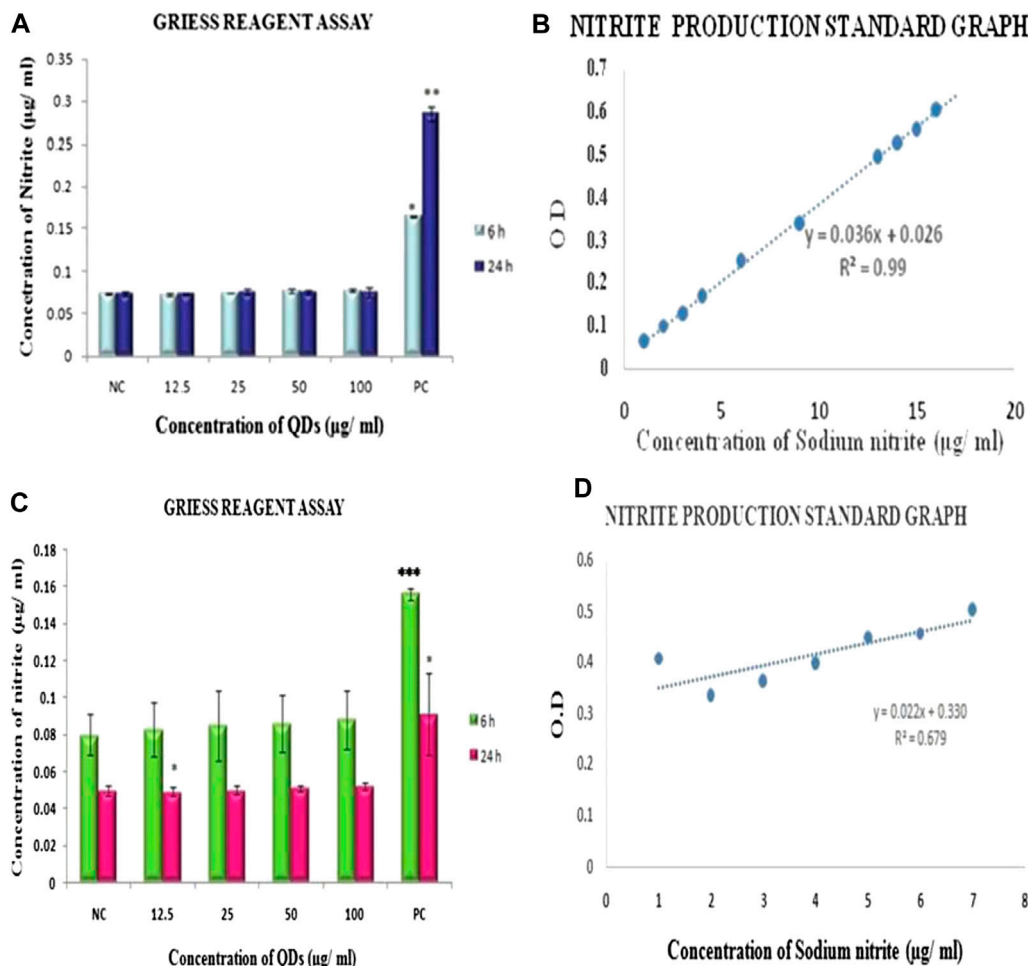 A
GRIESS REAGENT ASSAY
Concetration of Nitrite (µg/ ml)
0.35
0.3
0.25
0.2
0.15
0.1
0.05
0
*
**
6 h
24 h
NC 12.5 25 50 100 PC
Concentration of QDs (µg/ ml)
B
NITRITE PRODUCTION STANDARD GRAPH
O D
0.7
0.6
0.5
0.4
0.3
0.2
0.1
0
y = 0.036x + 0.026
R² = 0.99
0 5 10 15 20
Concentration of Sodium nitrite (µg/ ml)
C
GRIESS REAGENT ASSAY
Concentration of nitrite (µg/ ml)
0.18
0.16
0.14
0.12
0.1
0.08
0.06
0.04
0.02
0
*
***
*
6 h
24 h
NC 12.5 25 50 100 PC
Concentration of QDs (µg/ ml)
D
NITRITE PRODUCTION STANDARD GRAPH
O.D
0.6
0.5
0.4
0.3
0.2
0.1
0
y = 0.022x + 0.330
R² = 0.679
0 1 2 3 4 5 6 7 8
Concentration of Sodium nitrite (µg/ ml)